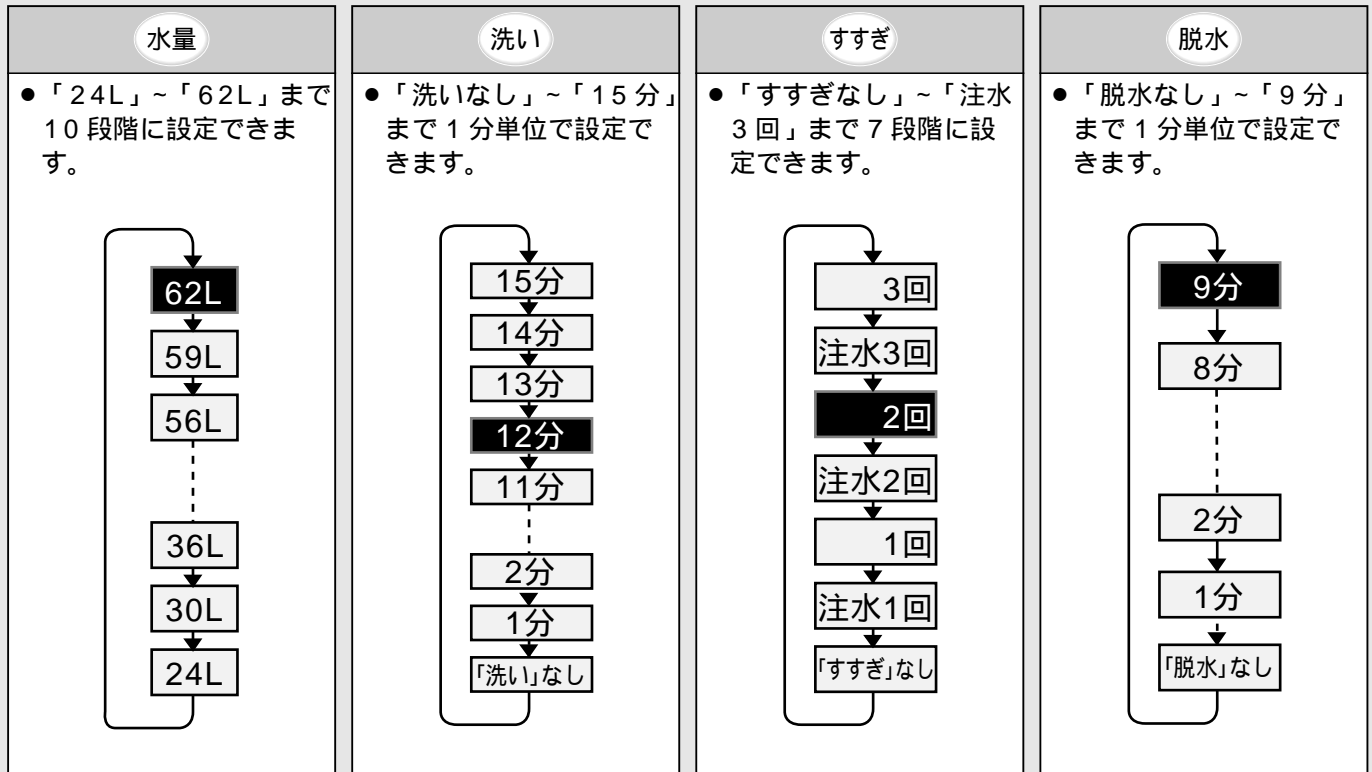 水量
●「24L」~「62L」まで
10段階に設定できま
す。
62L
59L
56L
36L
30L
24L
洗い
●「洗いなし」~「15分」
まで1分単位で設定で
きます。
15分
14分
13分
12分
11分
2分
1分
「洗い」なし
すすぎ
●「すすぎなし」~「注水
3回」まで7段階に設
定できます。
3回
注水3回
2回
注水2回
1回
注水1回
「すすぎ」なし
脱水
●「脱水なし」~「9分」
まで1分単位で設定で
きます。
9分
8分
2分
1分
「脱水」なし